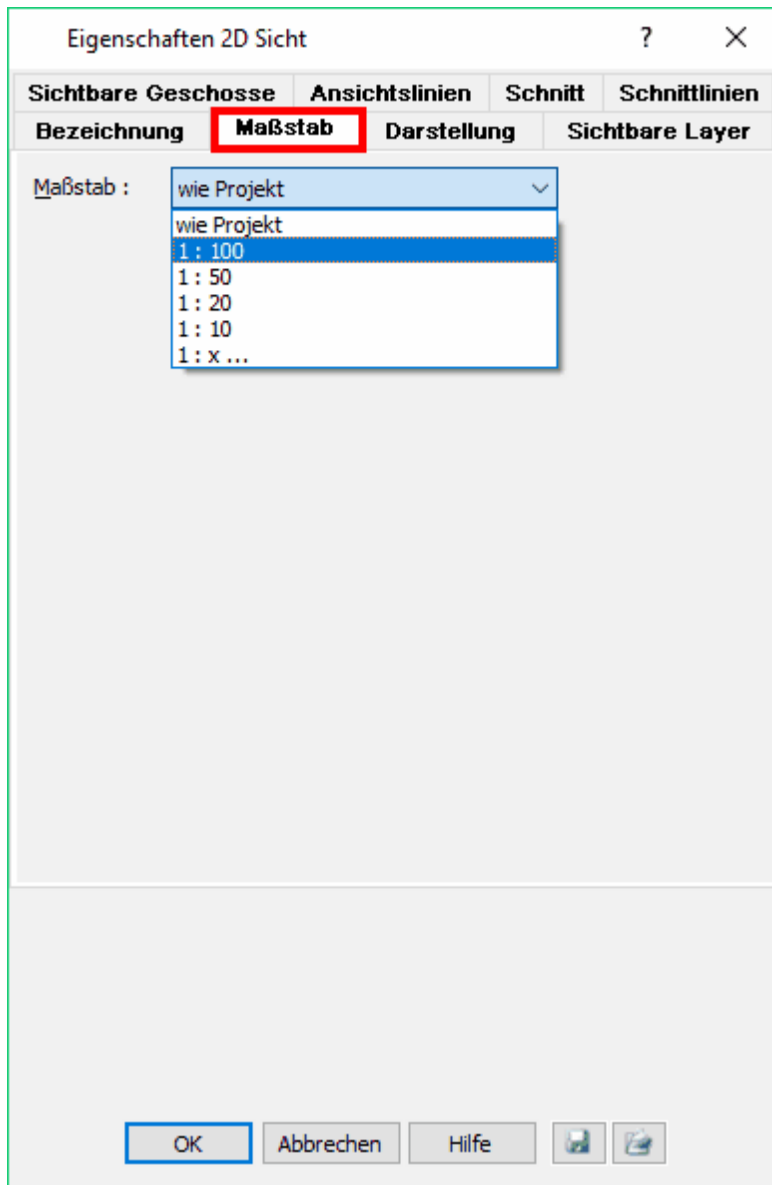 Eigenschaften 2D Sicht
?
Sichtbare Geschosse
Ansichtslinien
Schnitt
Schnittlinien
Bezeichnung
Maßstab
Darstellung
Sichtbare Layer
Maßstab :
wie Projekt
wie Projekt
1 : 100
1 : 50
1 : 20
1 : 10
1 : x ...
OK
Abbrechen
Hilfe